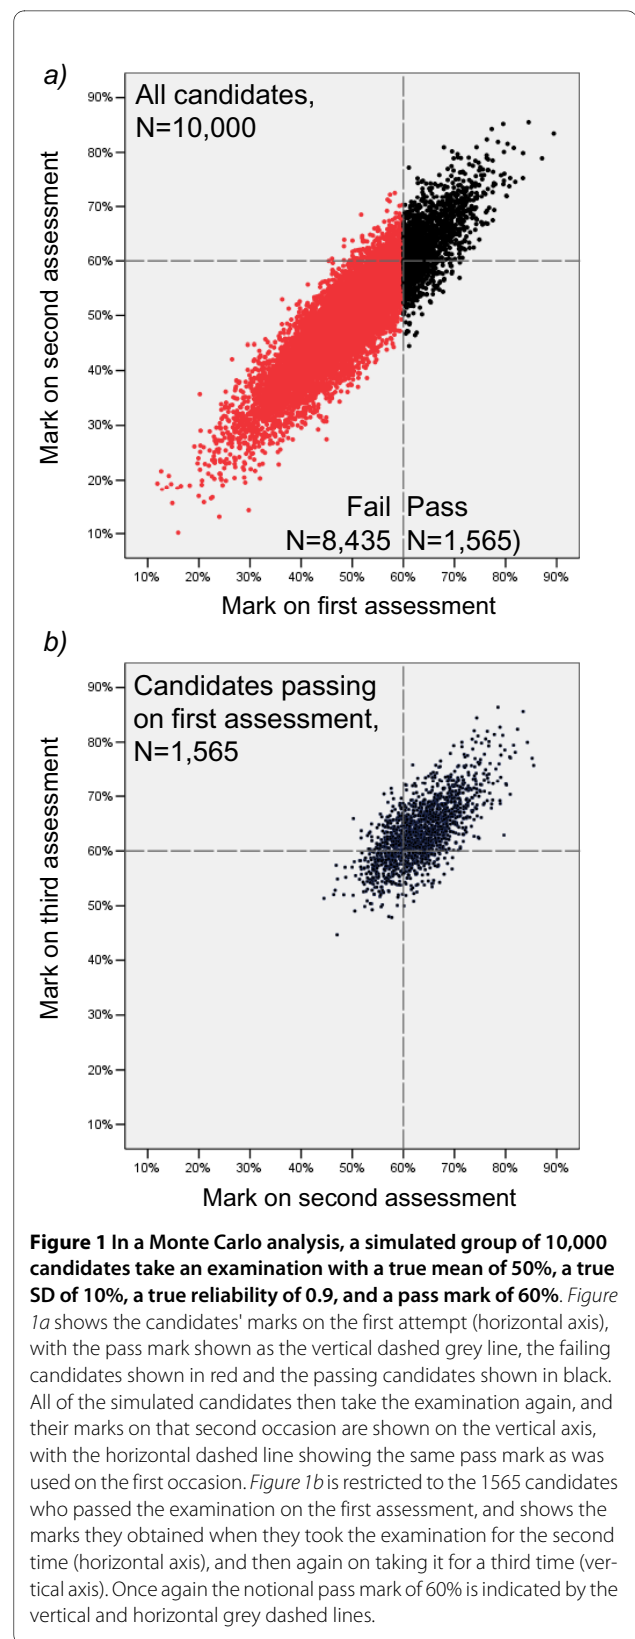 a)
All candidates,
N=10,000
90%
80%
70%
60%
50%
40%
30%
20%
10%
Mark on second assessment
Fail Pass
N=8,435 N=1,565)
10% 20% 30% 40% 50% 60% 70% 80% 90%
Mark on first assessment
b)
Candidates passing
on first assessment,
N=1,565
90%
80%
70%
60%
50%
40%
30%
20%
10%
Mark on third assessment
10% 20% 30% 40% 50% 60% 70% 80% 90%
Mark on second assessment
Figure 1 In a Monte Carlo analysis, a simulated group of 10,000
candidates take an examination with a true mean of 50%, a true
SD of 10%, a true reliability of 0.9, and a pass mark of 60%. Figure
1a shows the candidates' marks on the first attempt (horizontal axis),
with the pass mark shown as the vertical dashed grey line, the failing
candidates shown in red and the passing candidates shown in black.
All of the simulated candidates then take the examination again, and
their marks on that second occasion are shown on the vertical axis,
with the horizontal dashed line showing the same pass mark as was
used on the first occasion. Figure 1b is restricted to the 1565 candidates
who passed the examination on the first assessment, and shows the
marks they obtained when they took the examination for the second
time (horizontal axis), and then again on taking it for a third time (ver-
tical axis). Once again the notional pass mark of 60% is indicated by the
vertical and horizontal grey dashed lines.